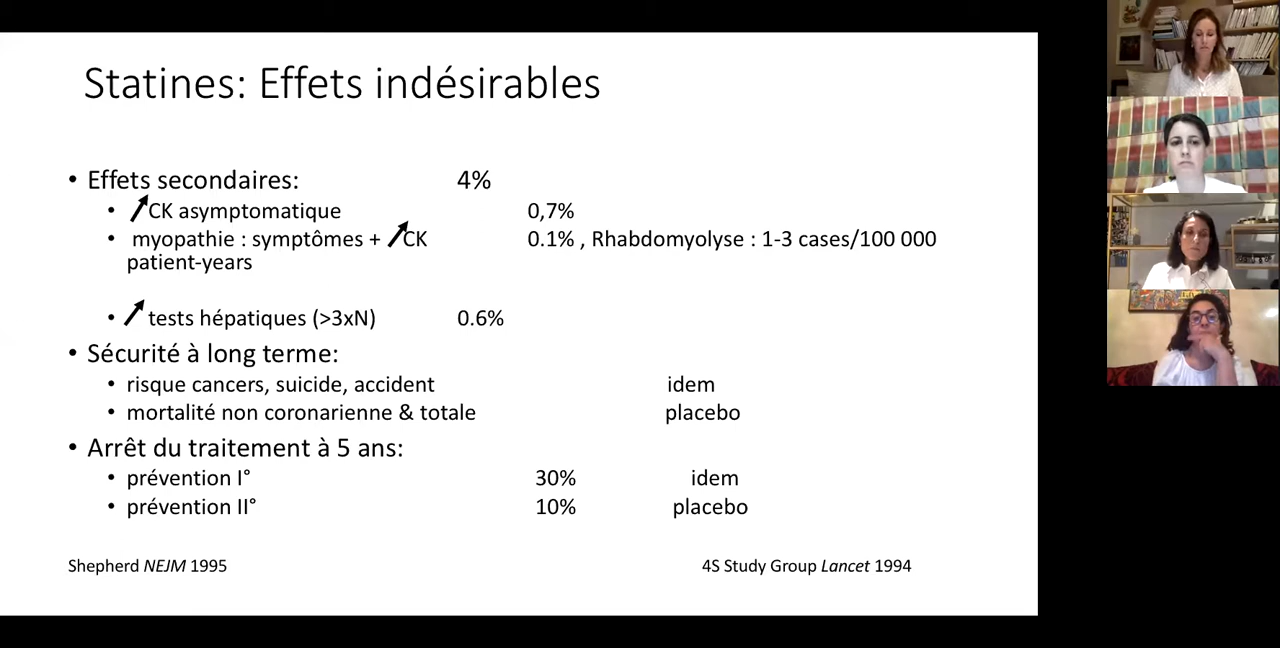 Statines: Effets indésirables
• Effets secondaires: 4%
• CK asymptomatique 0,7%
• myopathie : symptômes + CK 0.1% , Rhabdomyolyse : 1-3 cases/100 000
patient-years
• tests hépatiques (>3xN) 0.6%
• Sécurité à long terme:
• risque cancers, suicide, accident idem
• mortalité non coronarienne & totale placebo
• Arrêt du traitement à 5 ans:
• prévention I° 30% idem
• prévention II° 10% placebo
Shepherd NEJM 1995 4S Study Group Lancet 1994